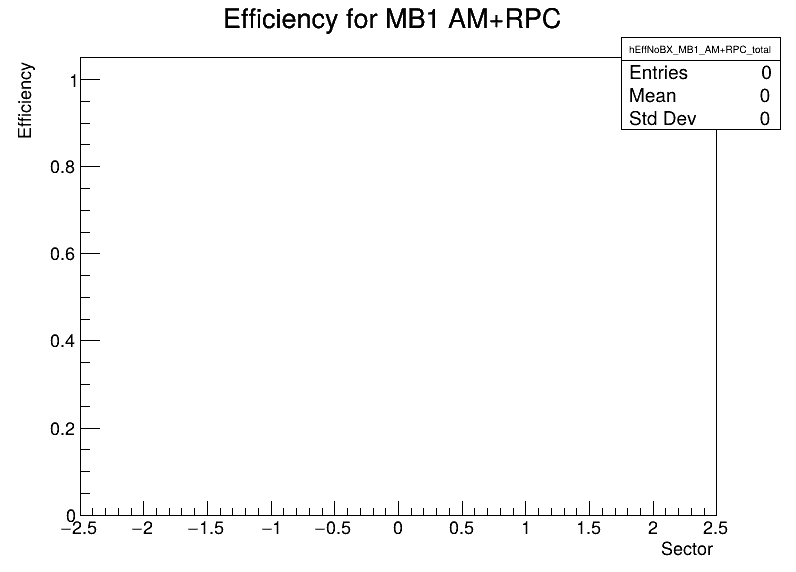 Efficiency for MB1 AM+RPC
hEffNoBX_MB1_AM+RPC_total
Entries 0
Mean 0
Std Dev 0
Efficiency
1
0.8
0.6
0.4
0.2
0
−2.5 −2 −1.5 −1 −0.5 0 0.5 1 1.5 2 2.5
Sector